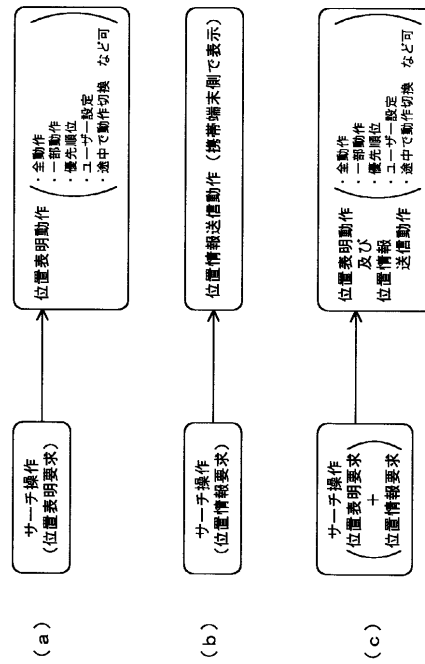 (a)
サーチ操作
(位置表明要求)
位置表明動作
・全動作
・一部動作
・優先順位
・ユーザー設定
・途中で動作切換 など可
(b)
サーチ操作
(位置情報要求)
位置情報送信動作(携帯端末側で表示)
(c)
サーチ操作
(位置表明要求
+
位置情報要求)
位置表明動作
及び
位置情報
送信動作
・全動作
・一部動作
・優先順位
・ユーザー設定
・途中で動作切換 など可